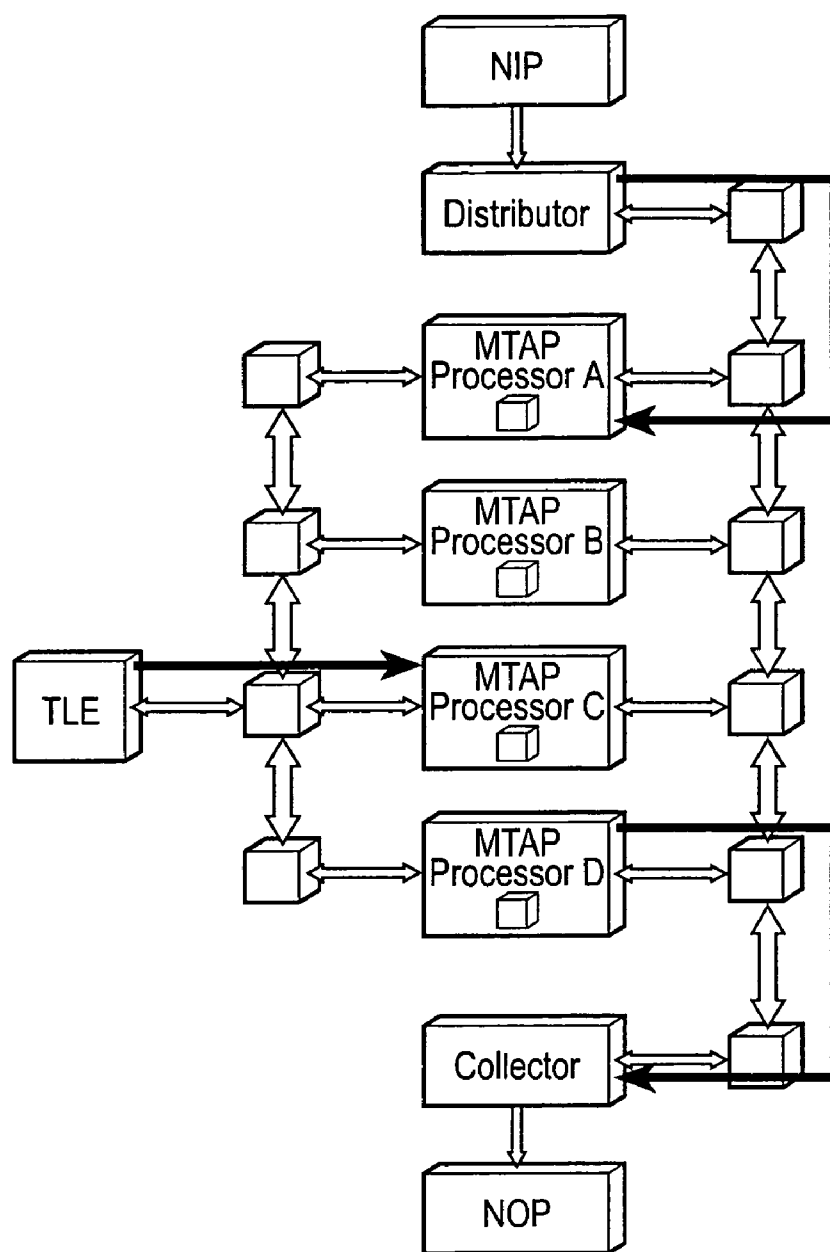 NIP
Distributor
MTAP
Processor A
MTAP
Processor B
TLE
MTAP
Processor C
MTAP
Processor D
Collector
NOP